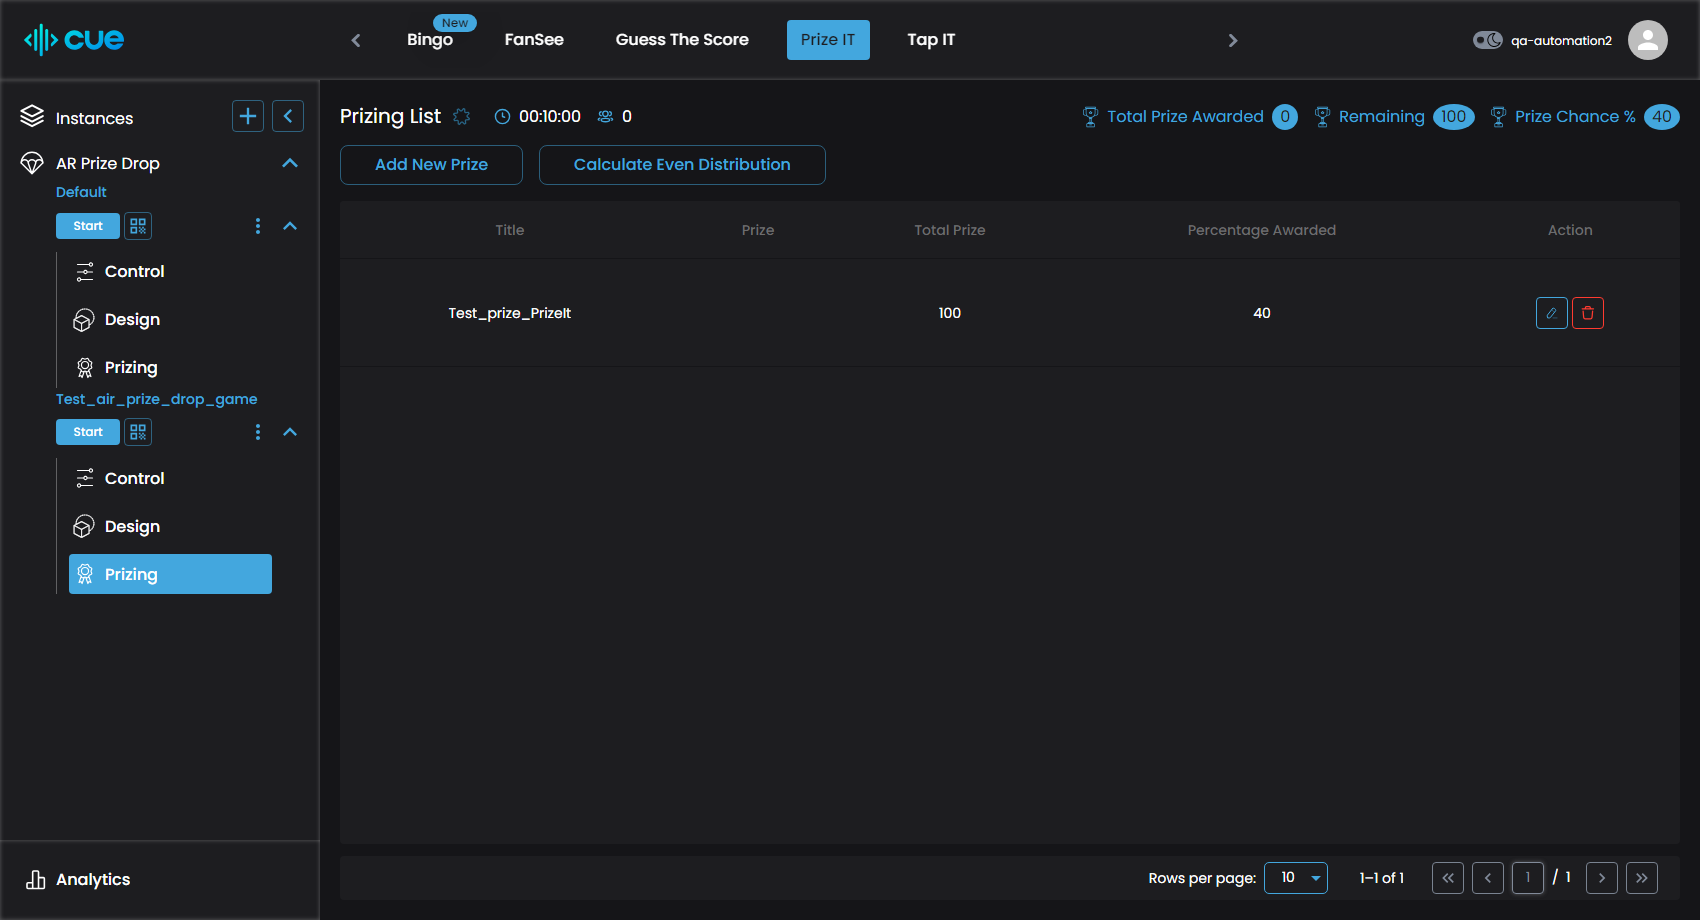 cue
New
Bingo
FanSee
Guess The Score
Prize IT
Tap IT
qa-automation2
Instances
AR Prize Drop
Default
Start
Control
Design
Prizing
Test_air_prize_drop_game
Start
Control
Design
Prizing
Analytics
Prizing List
00:10:00
0
Total Prize Awarded 0
Remaining 100
Prize Chance % 40
Add New Prize
Calculate Even Distribution
Title Prize Total Prize Percentage Awarded Action
Test_prize_PrizeIt 100 40
Rows per page: 10
1–1 of 1
1 / 1